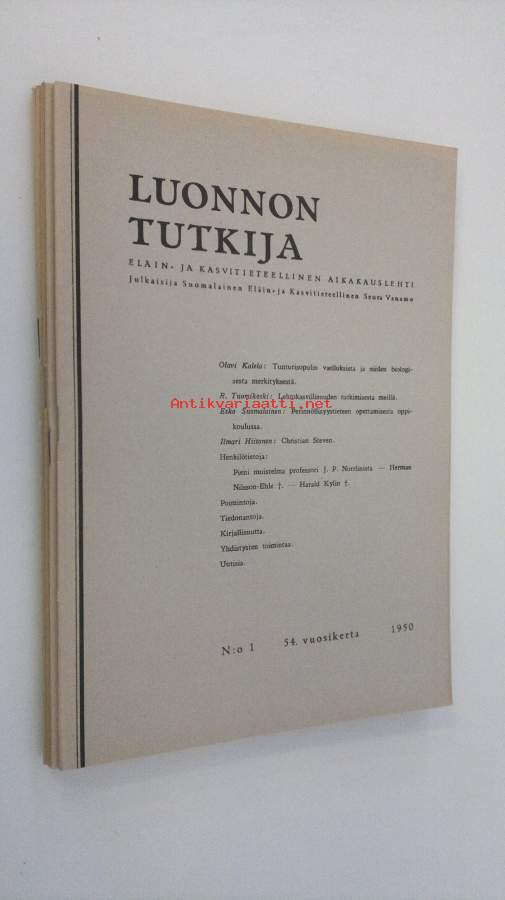 LUONNON
TUTKIJA
ELÄIN- JA KASVITIETEELLINEN AIKAKAUSLEHTI
Julkaisija Suomalainen Eläin- ja Kasvitieteellinen Seura Vanamo
Olavi Kalela: Tunturisopulin vaelluksista ja niiden biologi-
sesta merkityksestä.
R. Tuomikoski: Lehtokasvillisuuden tutkimisesta meillä.
Antikvariaatti.net
Esko Suomalainen: Perinnöllisyystieteen opettamisesta oppi-
koulussa.
Ilmari Hiitonen: Christian Steven.
Henkilötietoja:
Pieni muistelma professori J. P. Norrlinista — Herman
Nilsson-Ehle †. — Harald Kylin †.
Poimintoja.
Tiedonantoja.
Kirjallisuutta.
Yhdistysten toimintaa.
Uutisia.
N:o 1 54. vuosikerta 1950